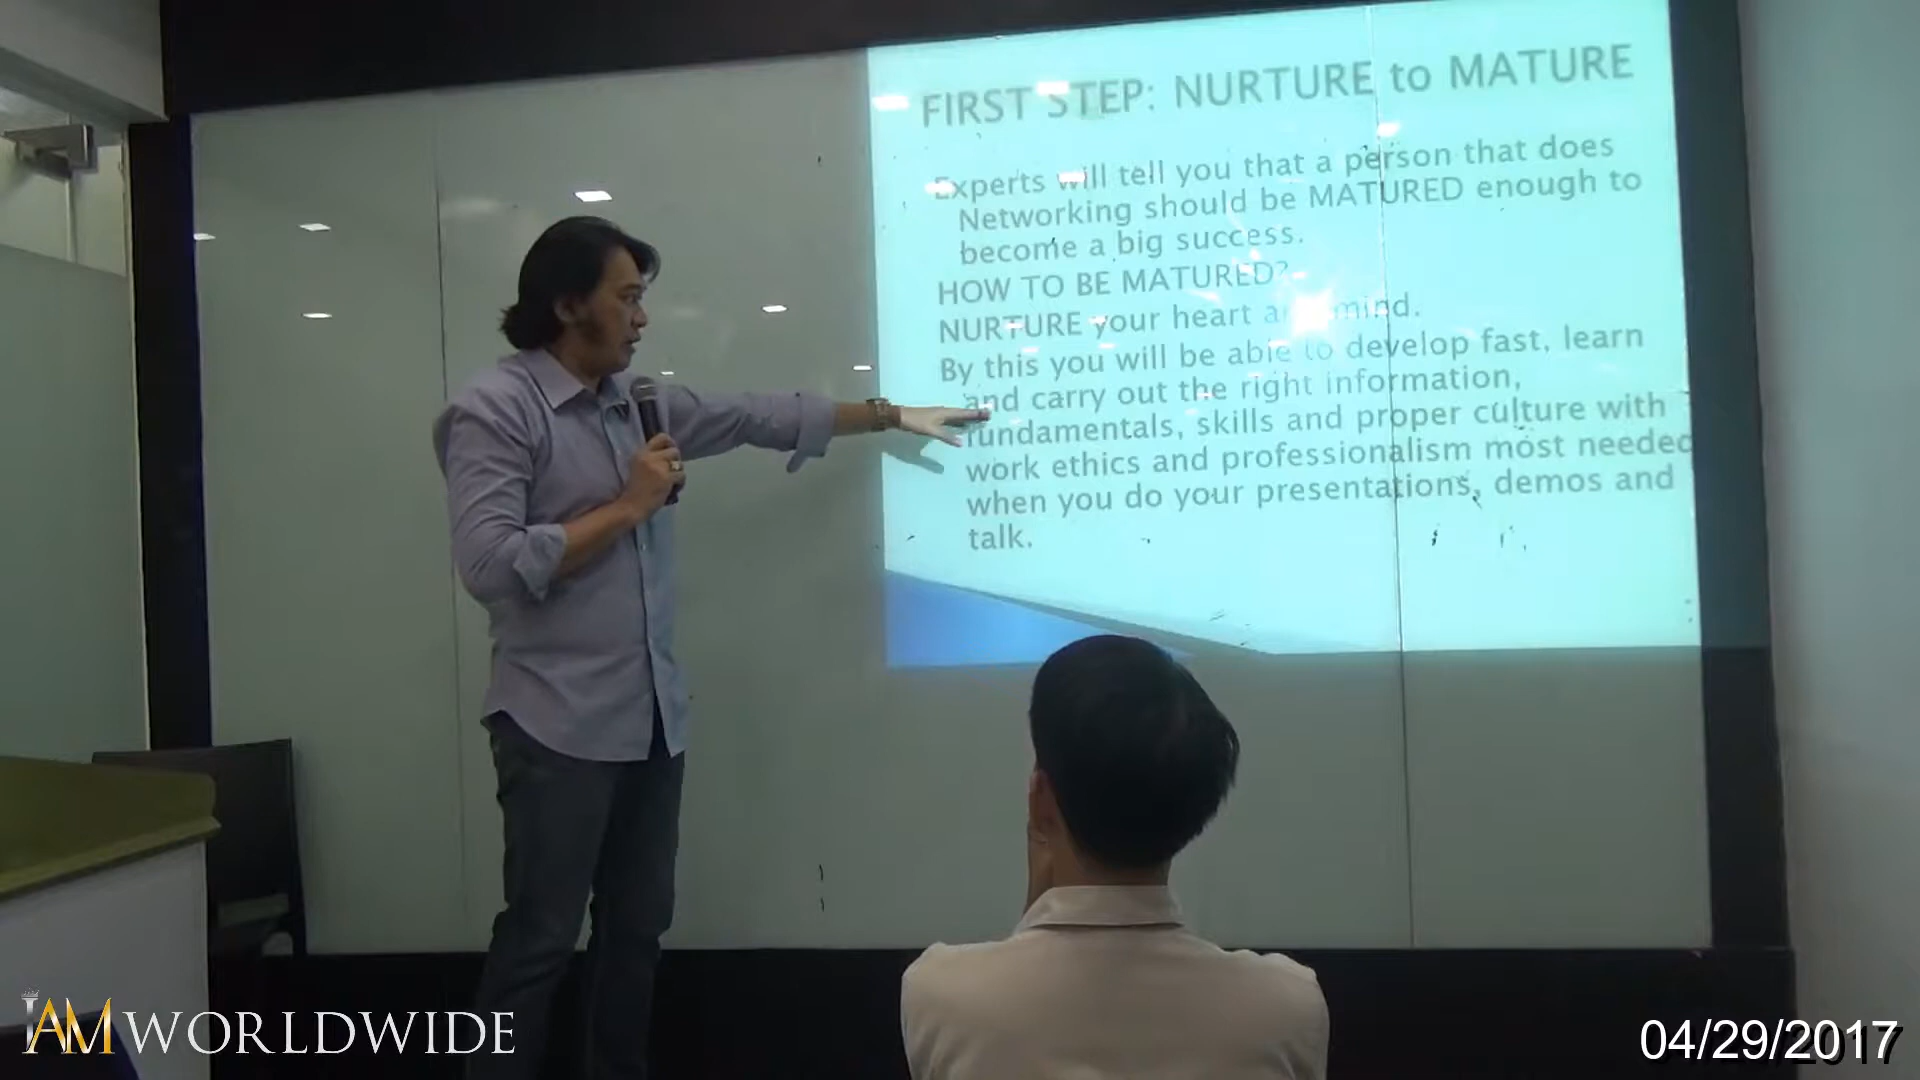 FIRST STEP: NURTURE to MATURE
Experts will tell you that a person that does
Networking should be MATURED enough to
become a big success.
HOW TO BE MATURED?
NURTURE your heart and mind.
By this you will be able to develop fast, learn
and carry out the right information,
fundamentals, skills and proper culture with
work ethics and professionalism most needed
when you do your presentations, demos and
talk.
IAM WORLDWIDE
04/29/2017